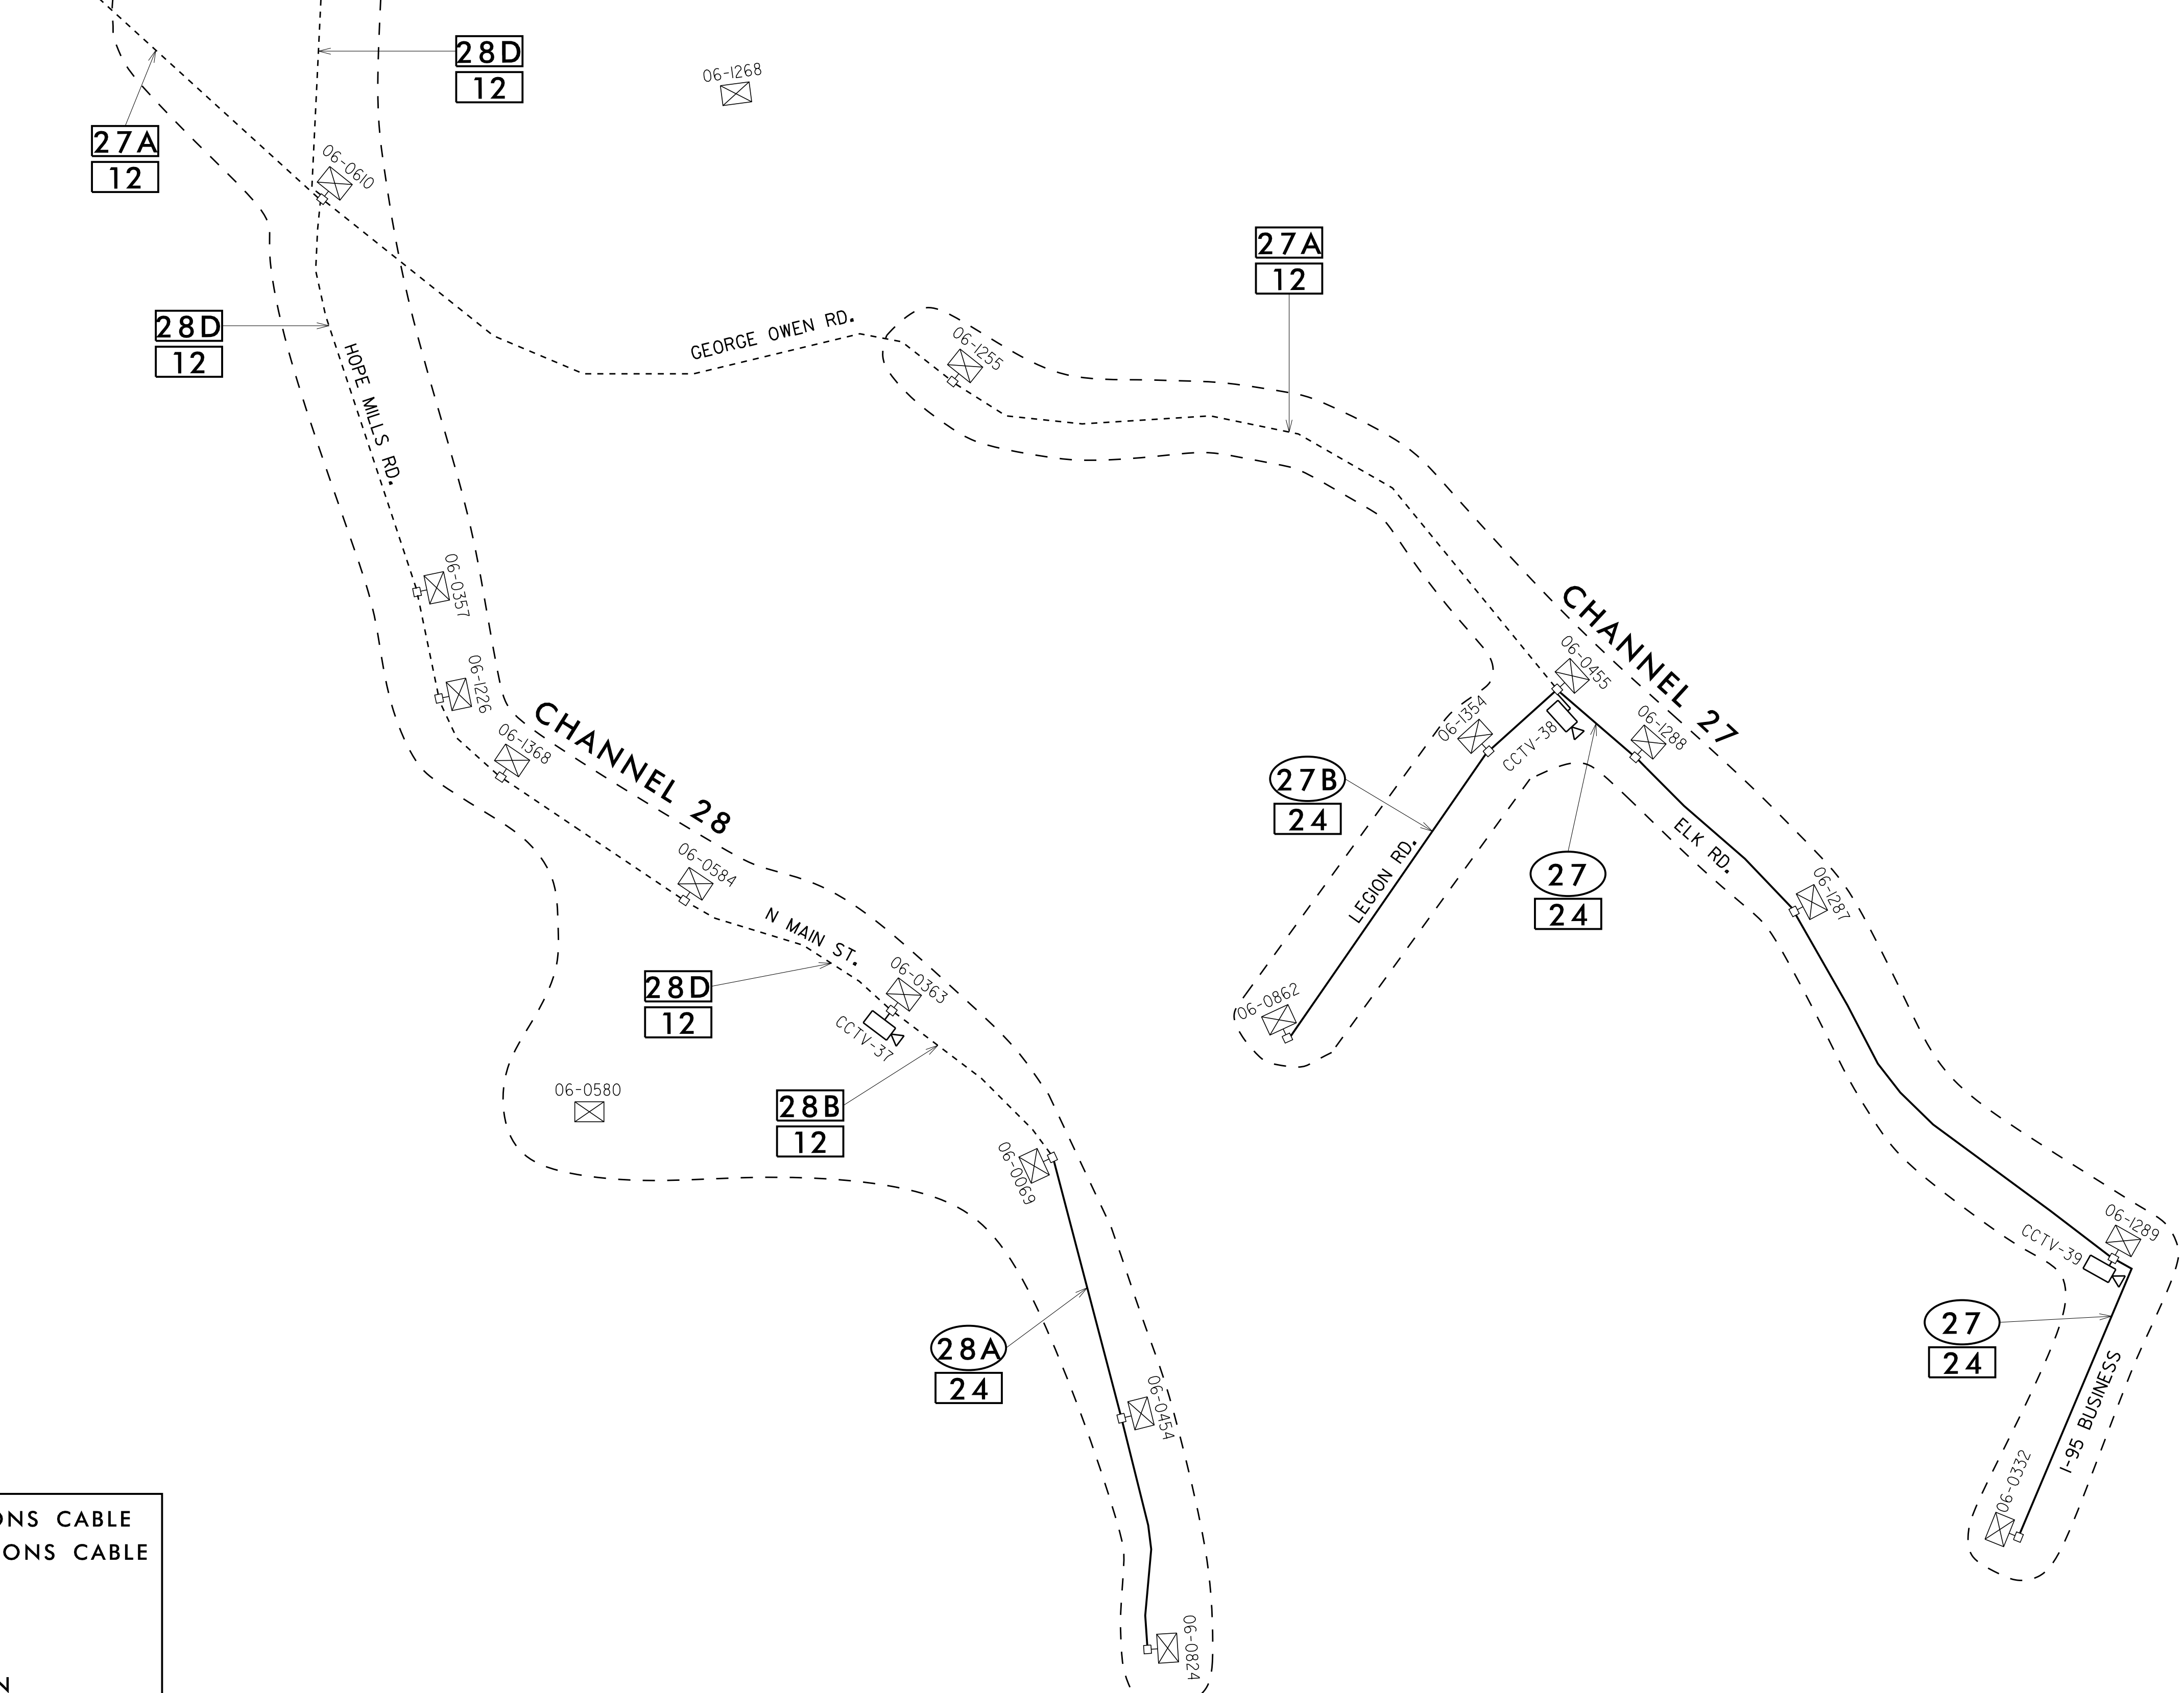 28D
12
06-1268
27A
12
06-0610
27A
12
28D
12
GEORGE OWEN RD.
06-1255
HOPE MILLS RD.
06-0357
06-1226
06-1368
CHANNEL 28
CHANNEL 27
06-0455
06-1354
CCTV-38
06-1288
27B
24
27
24
ELK RD.
LEGION RD.
06-1287
06-0584
N MAIN ST.
28D
12
06-0363
CCTV-37
06-0862
06-0580
28B
12
06-0069
06-1289
CCTV-39
28A
24
27
24
06-0454
I-95 BUSINESS
06-0332
ONS CABLE
ONS CABLE
06-0824